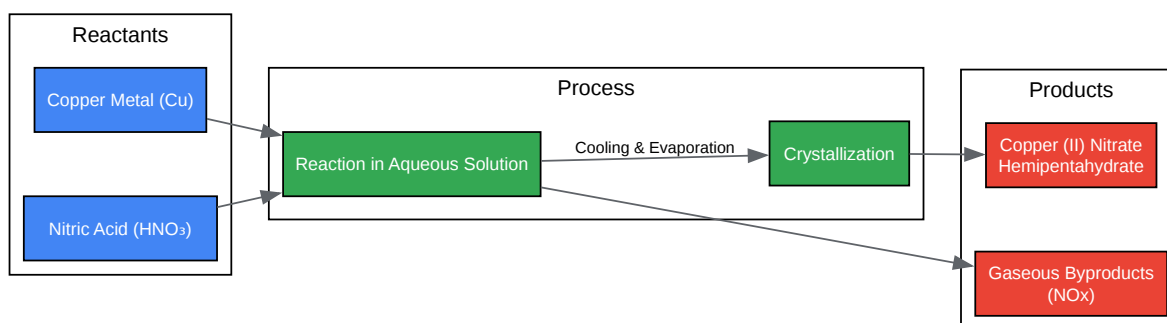 Reactants
Copper Metal (Cu)
Nitric Acid (HNO₃)
Process
Reaction in Aqueous Solution
Cooling & Evaporation
Crystallization
Products
Copper (II) Nitrate
Hemipentahydrate
Gaseous Byproducts
(NOx)